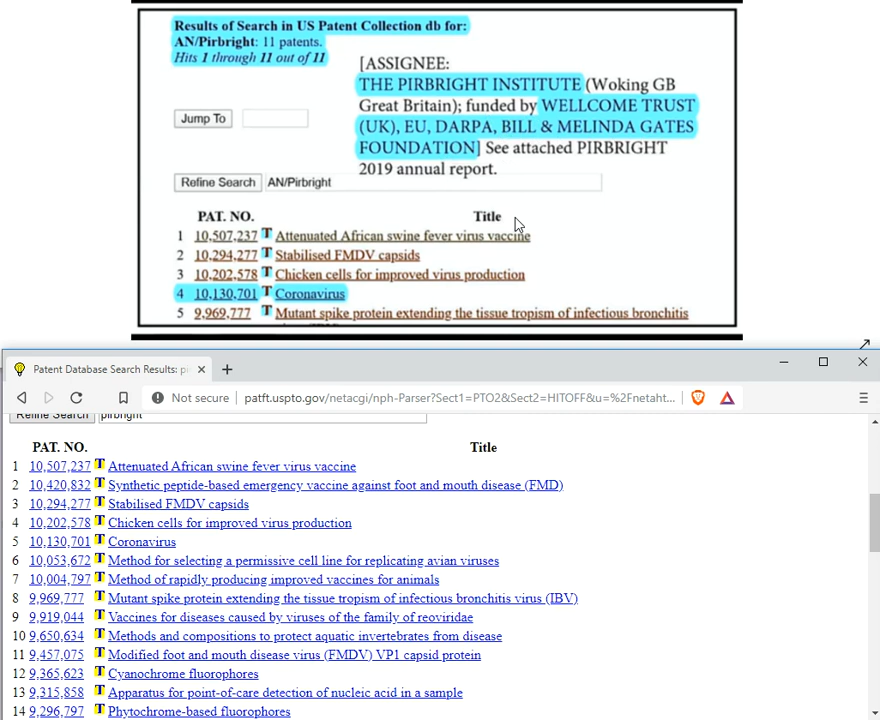 Results of Search in US Patent Collection db for:
AN/Pirbright: 11 patents.
Hits 1 through 11 out of 11
[ASSIGNEE:
THE PIRBRIGHT INSTITUTE (Woking GB
Great Britain); funded by WELLCOME TRUST
(UK), EU, DARPA, BILL & MELINDA GATES
FOUNDATION] See attached PIRBRIGHT
2019 annual report.
Jump To
Refine Search AN/Pirbright
PAT. NO. Title
1 10,507,237 T Attenuated African swine fever virus vaccine
2 10,294,277 T Stabilised FMDV capsids
3 10,202,578 T Chicken cells for improved virus production
4 10,130,701 T Coronavirus
5 9,969,777 T Mutant spike protein extending the tissue tropism of infectious bronchitis
Patent Database Search Results: pi
Not secure patft.uspto.gov/netacgi/nph-Parser?Sect1=PTO2&Sect2=HITOFF&u=%2Fnetaht...
Refine Search pirbright
PAT. NO. Title
1 10,507,237 T Attenuated African swine fever virus vaccine
2 10,420,832 T Synthetic peptide-based emergency vaccine against foot and mouth disease (FMD)
3 10,294,277 T Stabilised FMDV capsids
4 10,202,578 T Chicken cells for improved virus production
5 10,130,701 T Coronavirus
6 10,053,672 T Method for selecting a permissive cell line for replicating avian viruses
7 10,004,797 T Method of rapidly producing improved vaccines for animals
8 9,969,777 T Mutant spike protein extending the tissue tropism of infectious bronchitis virus (IBV)
9 9,919,044 T Vaccines for diseases caused by viruses of the family of reoviridae
10 9,650,634 T Methods and compositions to protect aquatic invertebrates from disease
11 9,457,075 T Modified foot and mouth disease virus (FMDV) VP1 capsid protein
12 9,365,623 T Cyanochrome fluorophores
13 9,315,858 T Apparatus for point-of-care detection of nucleic acid in a sample
14 9,296,797 T Phytochrome-based fluorophores